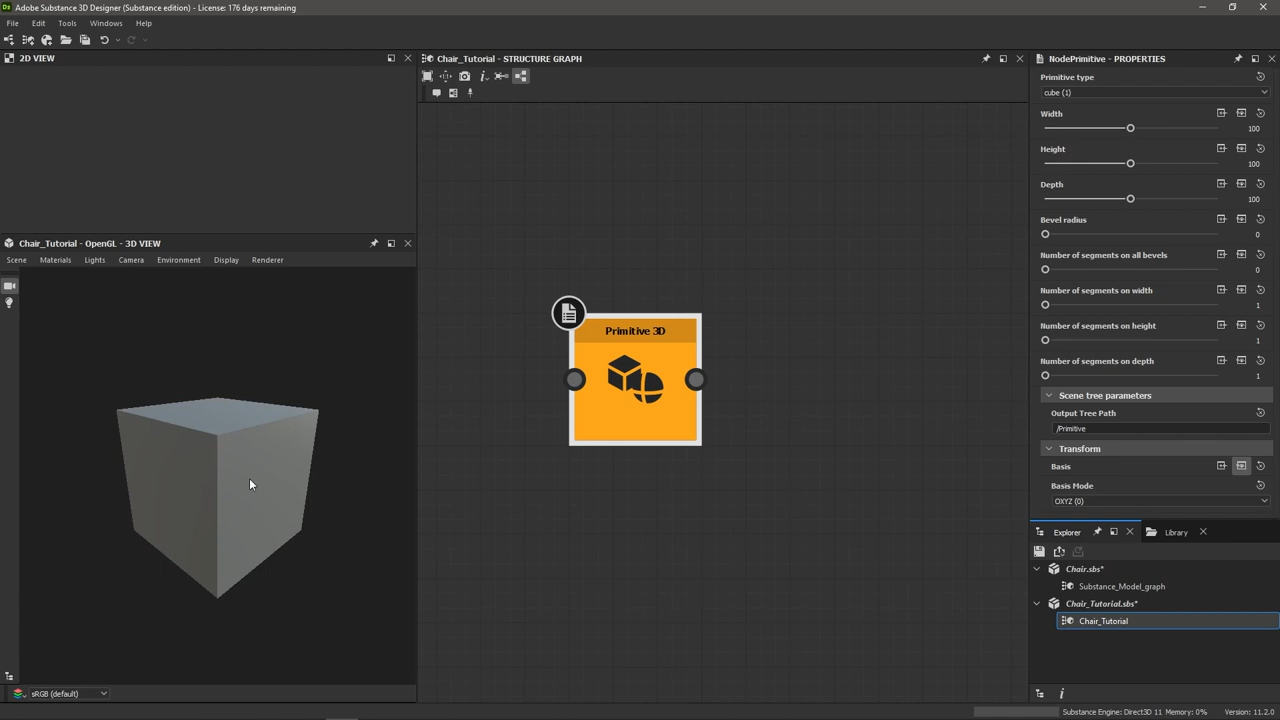 Adobe Substance 3D Designer (Substance edition) - License: 176 days remaining
File Edit Tools Windows Help
2D VIEW
Chair_Tutorial - OpenGL - 3D VIEW
Scene Materials Lights Camera Environment Display Renderer
sRGB (default)
Chair_Tutorial - STRUCTURE GRAPH
Primitive 3D
NodePrimitive - PROPERTIES
Primitive type
cube (1)
Width
100
Height
100
Depth
100
Bevel radius
0
Number of segments on all bevels
0
Number of segments on width
1
Number of segments on height
1
Number of segments on depth
1
Scene tree parameters
Output Tree Path
/Primitive
Transform
Basis
Basis Mode
OXYZ (0)
Explorer Library
Chair.sbs*
Substance_Model_graph
Chair_Tutorial.sbs*
Chair_Tutorial
Substance Engine: Direct3D 11 Memory: 0% Version: 11.2.0